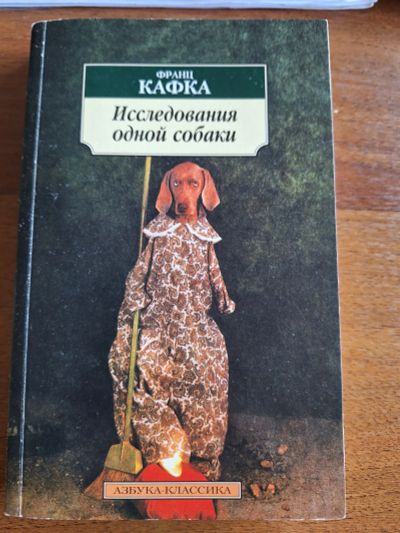 ФРАНЦ
КАФКА
Исследования
одной собаки
АЗБУКА-КЛАССИКА